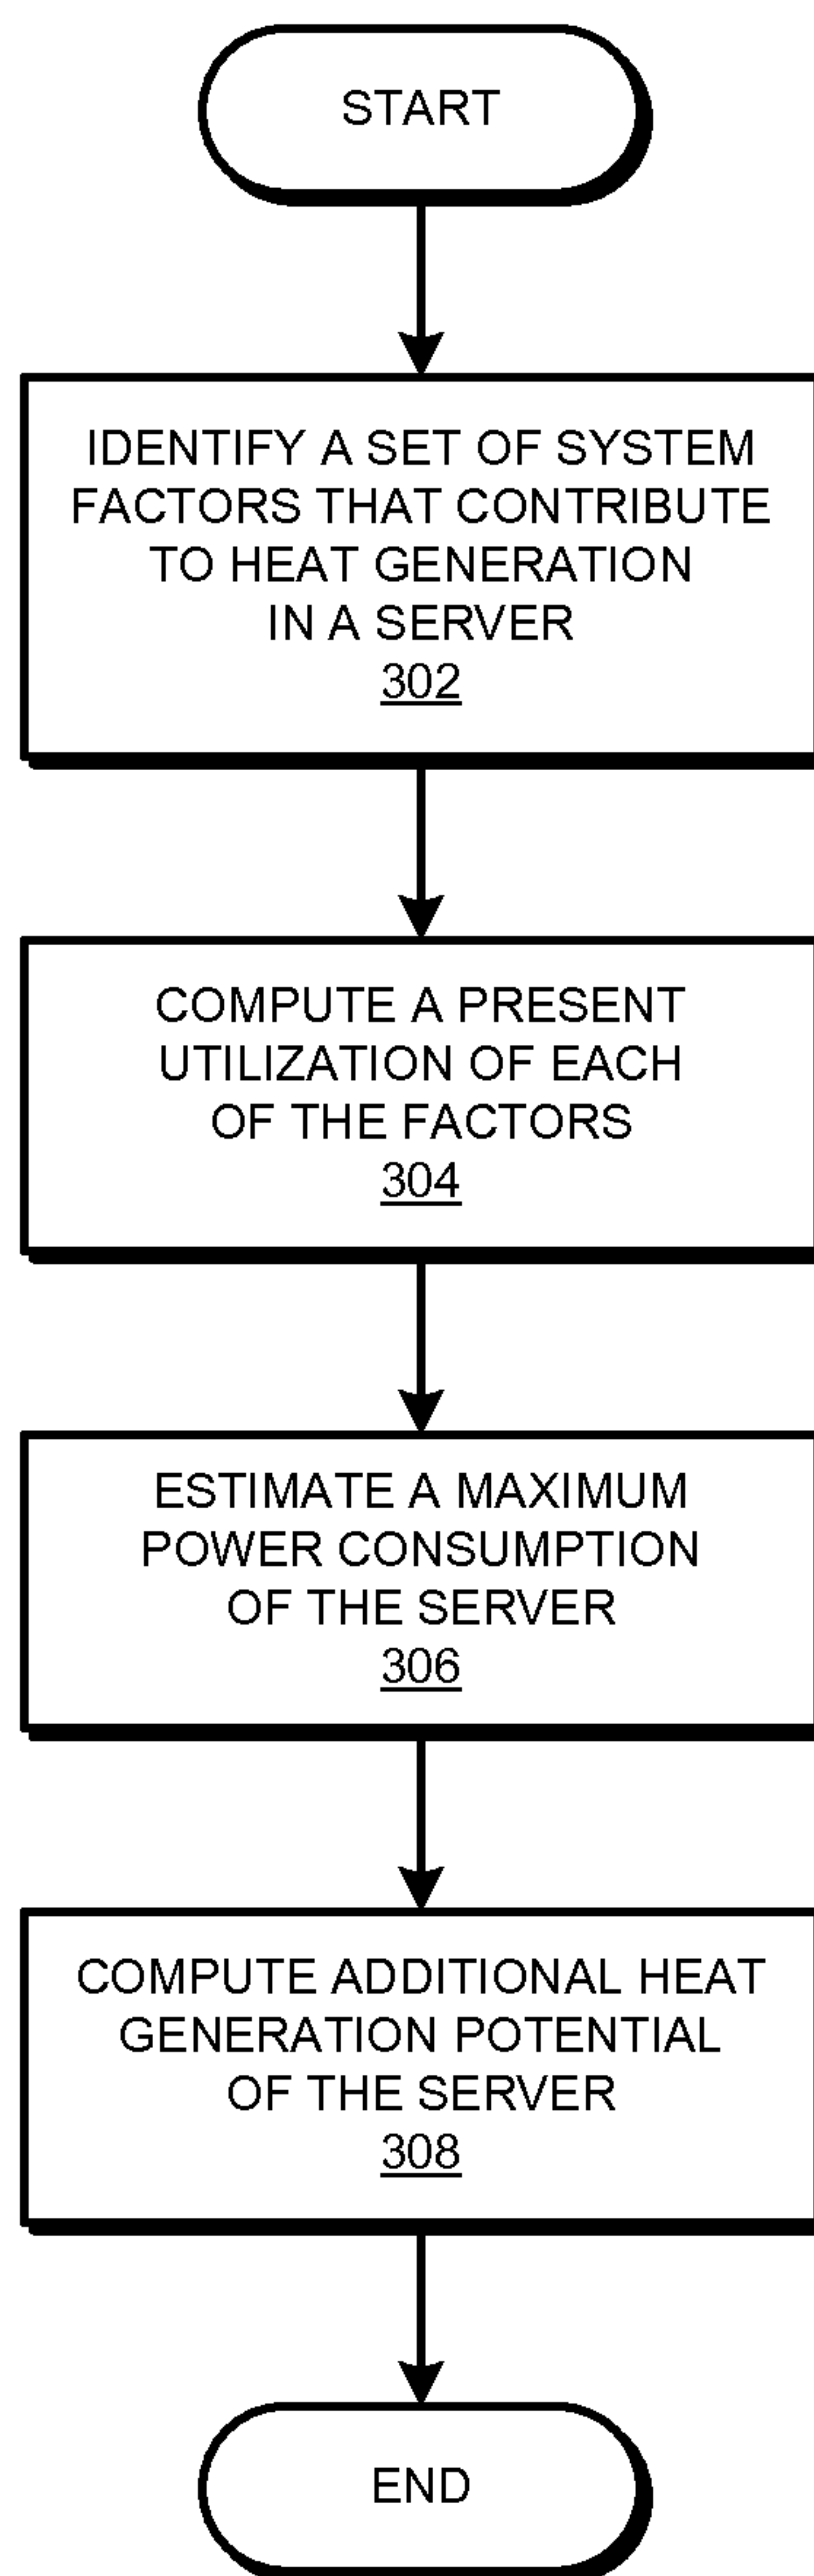 START
IDENTIFY A SET OF SYSTEM
FACTORS THAT CONTRIBUTE
TO HEAT GENERATION
IN A SERVER
302
COMPUTE A PRESENT
UTILIZATION OF EACH
OF THE FACTORS
304
ESTIMATE A MAXIMUM
POWER CONSUMPTION
OF THE SERVER
306
COMPUTE ADDITIONAL HEAT
GENERATION POTENTIAL
OF THE SERVER
308
END